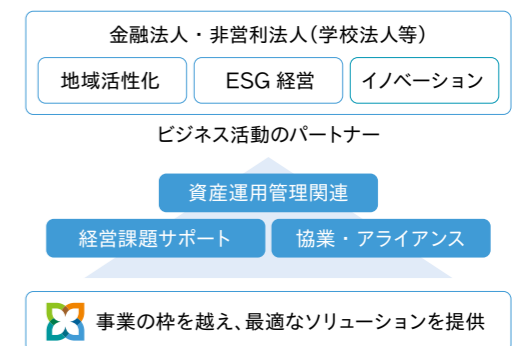 金融法人・非営利法人(学校法人等)
地域活性化
ESG 経営
イノベーション
ビジネス活動のパートナー
資産運用管理関連
経営課題サポート
協業・アライアンス
事業の枠を越え、最適なソリューションを提供